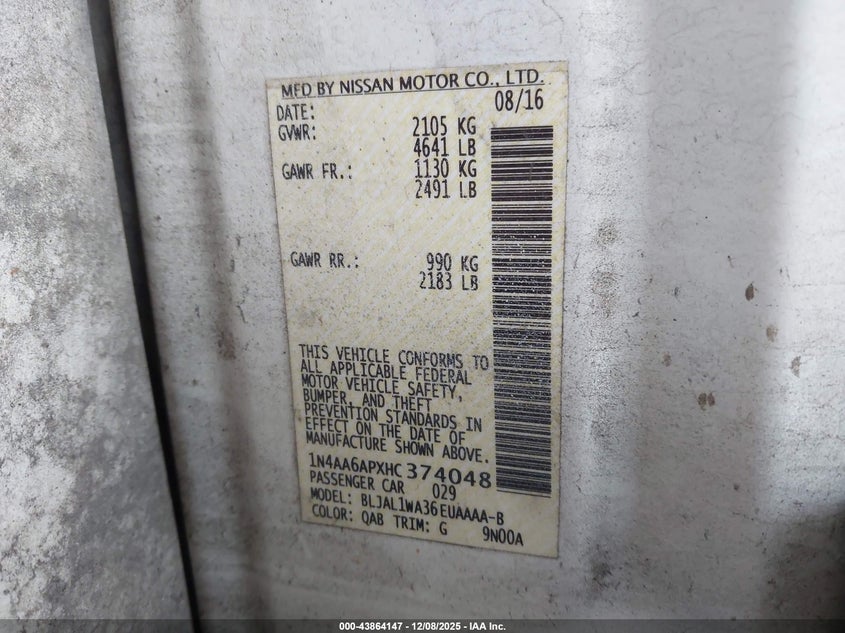 MFD BY NISSAN MOTOR CO., LTD.
DATE: 08/16
GVWR: 2105 KG
4641 LB
GAWR FR.: 1130 KG
2491 LB
GAWR RR.: 990 KG
2183 LB
THIS VEHICLE CONFORMS TO
ALL APPLICABLE FEDERAL
MOTOR VEHICLE SAFETY,
BUMPER, AND THEFT
PREVENTION STANDARDS IN
EFFECT ON THE DATE OF
MANUFACTURE SHOWN ABOVE.
1N4AA6APXHC374048
PASSENGER CAR 029
MODEL: BLJAL1WA36EUAAAA-B
COLOR: QAB TRIM: G 9N00A
000-43864147 - 12/08/2025 - IAA Inc.